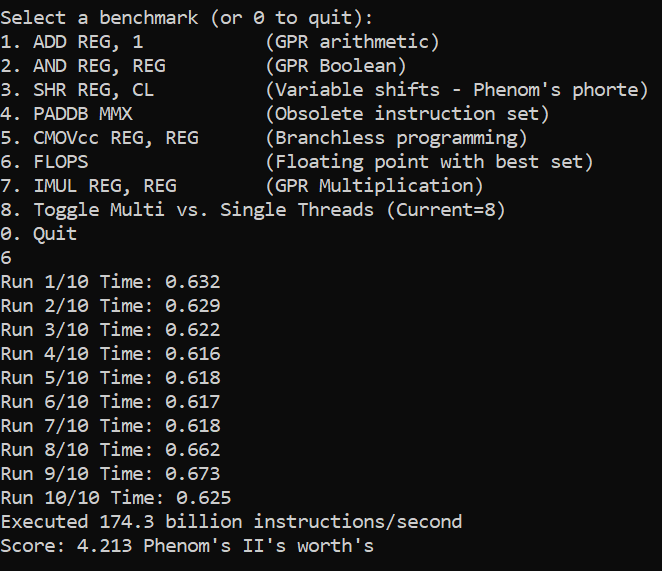 Select a benchmark (or 0 to quit):
1. ADD REG, 1 (GPR arithmetic)
2. AND REG, REG (GPR Boolean)
3. SHR REG, CL (Variable shifts - Phenom's phorte)
4. PADDB MMX (Obsolete instruction set)
5. CMOVcc REG, REG (Branchless programming)
6. FLOPS (Floating point with best set)
7. IMUL REG, REG (GPR Multiplication)
8. Toggle Multi vs. Single Threads (Current=8)
0. Quit
6
Run 1/10 Time: 0.632
Run 2/10 Time: 0.629
Run 3/10 Time: 0.622
Run 4/10 Time: 0.616
Run 5/10 Time: 0.618
Run 6/10 Time: 0.617
Run 7/10 Time: 0.618
Run 8/10 Time: 0.662
Run 9/10 Time: 0.673
Run 10/10 Time: 0.625
Executed 174.3 billion instructions/second
Score: 4.213 Phenom's II's worth's